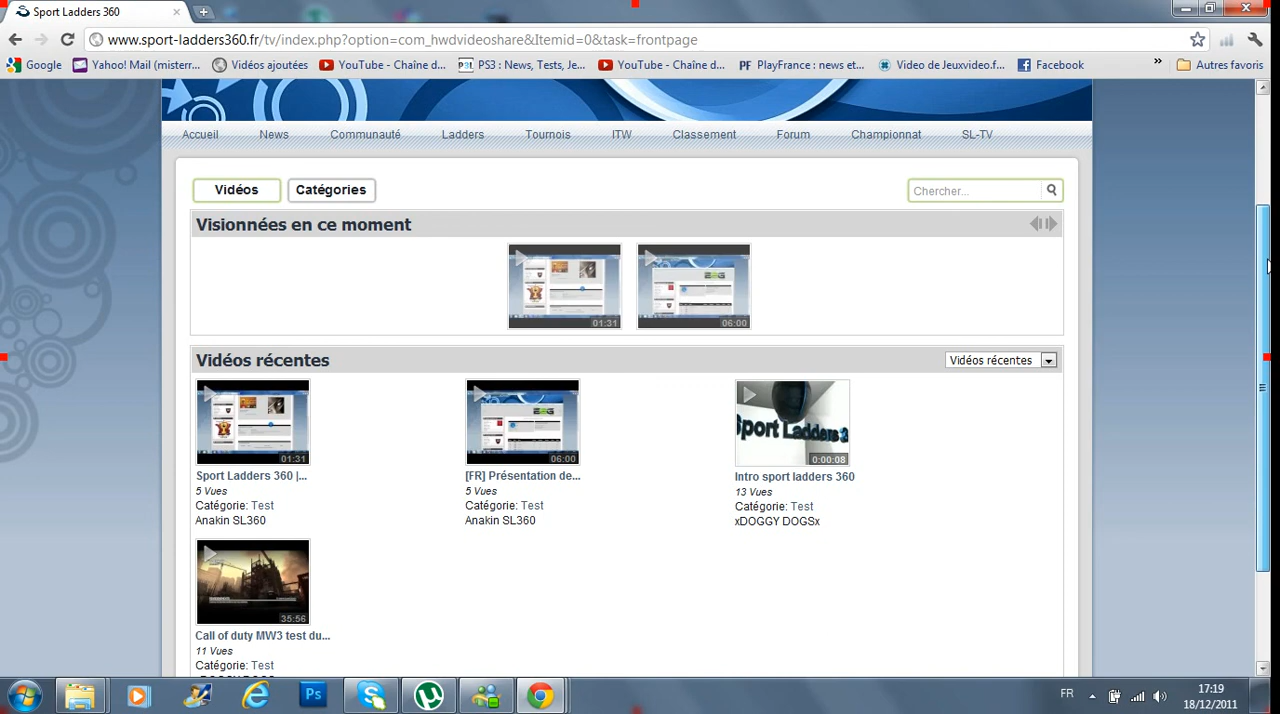 Sport Ladders 360
www.sport-ladders360.fr/tv/index.php?option=com_hwdvideoshare&Itemid=0&task=frontpage
Google Yahoo! Mail (misterr... Vidéos ajoutées YouTube - Chaîne d... PS3 : News, Tests, Je... YouTube - Chaîne d... PF PlayFrance : news et... Video de Jeuxvideo.f... Facebook » Autres favoris
Accueil News Communauté Ladders Tournois ITW Classement Forum Championnat SL-TV
Vidéos Catégories Chercher...
Visionnées en ce moment
01:31 06:00
Vidéos récentes Vidéos récentes
Sport Ladders 3
01:31 06:00 0:00:08
Sport Ladders 360 |... [FR] Présentation de... Intro sport ladders 360
5 Vues 5 Vues 13 Vues
Catégorie: Test Catégorie: Test Catégorie: Test
Anakin SL360 Anakin SL360 xDOGGY DOGSx
35:56
Call of duty MW3 test du...
11 Vues
Catégorie: Test
Ps FR 17:19
18/12/2011